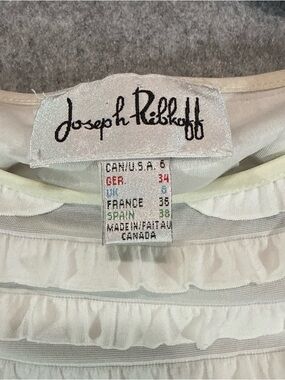 Joseph Ribkoff
CAN/U.S.A. 6
GER. 34
UK 6
FRANCE 36
SPAIN 38
MADE IN/FAIT AU
CANADA